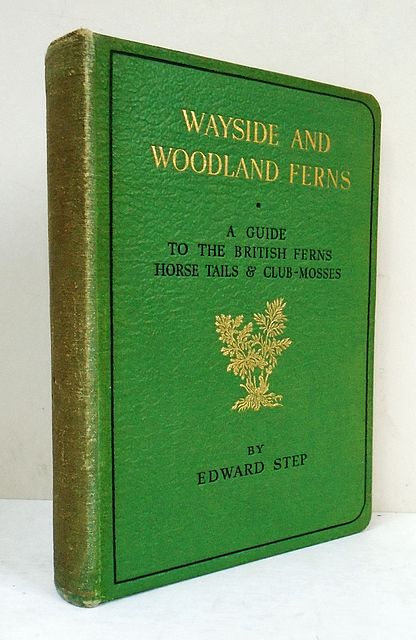 WAYSIDE AND
WOODLAND FERNS
A GUIDE
TO THE BRITISH FERNS
HORSE TAILS & CLUB-MOSSES
BY
EDWARD STEP